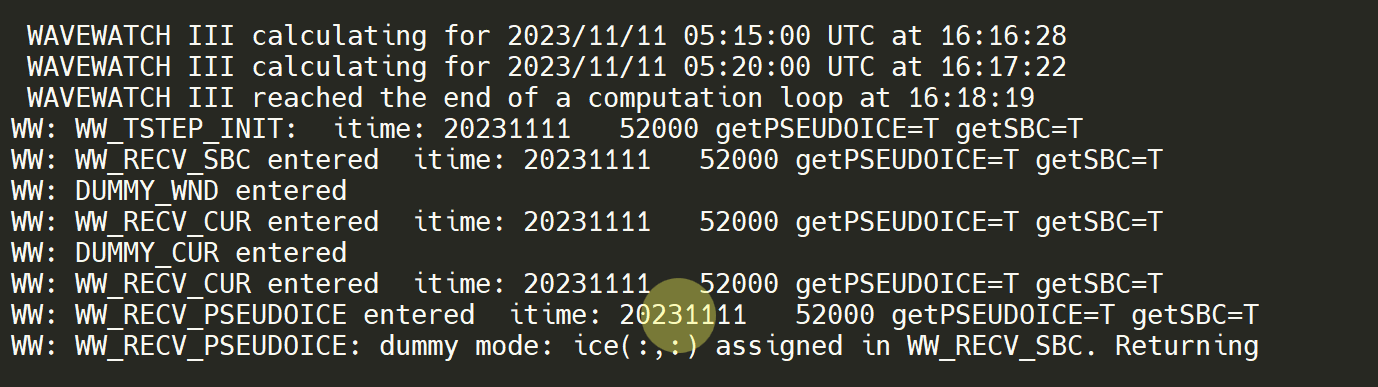 WAVEWATCH III calculating for 2023/11/11 05:15:00 UTC at 16:16:28
WAVEWATCH III calculating for 2023/11/11 05:20:00 UTC at 16:17:22
WAVEWATCH III reached the end of a computation loop at 16:18:19
WW: WW_TSTEP_INIT:  itime: 20231111   52000 getPSEUDOICE=T getSBC=T
WW: WW_RECV_SBC entered  itime: 20231111   52000 getPSEUDOICE=T getSBC=T
WW: DUMMY_WND entered
WW: WW_RECV_CUR entered  itime: 20231111   52000 getPSEUDOICE=T getSBC=T
WW: DUMMY_CUR entered
WW: WW_RECV_CUR entered  itime: 20231111   52000 getPSEUDOICE=T getSBC=T
WW: WW_RECV_PSEUDOICE entered  itime: 20231111   52000 getPSEUDOICE=T getSBC=T
WW: WW_RECV_PSEUDOICE: dummy mode: ice(:,:) assigned in WW_RECV_SBC. Returning